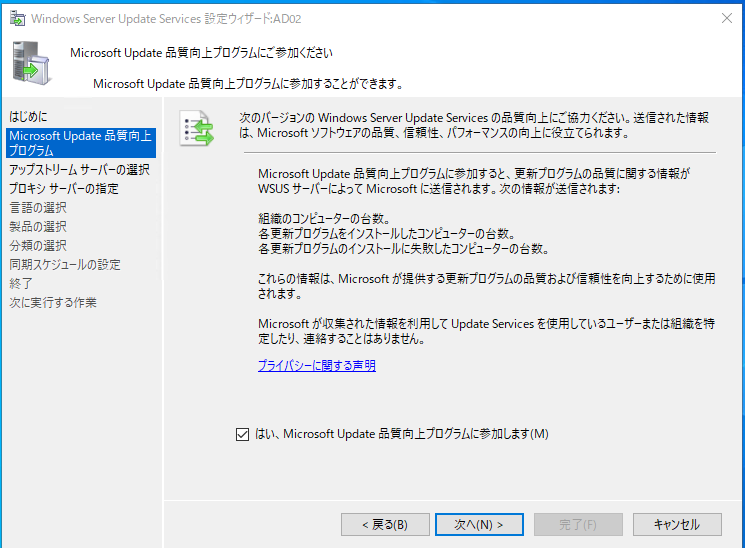 Windows Server Update Services 設定ウィザード:AD02
Microsoft Update 品質向上プログラムにご参加ください
Microsoft Update 品質向上プログラムに参加することができます。
はじめに
Microsoft Update 品質向上
プログラム
アップストリーム サーバーの選択
プロキシ サーバーの指定
言語の選択
製品の選択
分類の選択
同期スケジュールの設定
終了
次に実行する作業
次のバージョンの Windows Server Update Services の品質向上にご協力ください。送信された情報
は、Microsoft ソフトウェアの品質、信頼性、パフォーマンスの向上に役立てられます。
Microsoft Update 品質向上プログラムに参加すると、更新プログラムの品質に関する情報が
WSUS サーバーによって Microsoft に送信されます。次の情報が送信されます:
組織のコンピューターの台数。
各更新プログラムをインストールしたコンピューターの台数。
各更新プログラムのインストールに失敗したコンピューターの台数。
これらの情報は、Microsoft が提供する更新プログラムの品質および信頼性を向上するために使用
されます。
Microsoft が収集された情報を利用して Update Services を使用しているユーザーまたは組織を特
定したり、連絡することはありません。
プライバシーに関する声明
はい、Microsoft Update 品質向上プログラムに参加します(M)
< 戻る(B)
次へ(N) >
完了(F)
キャンセル